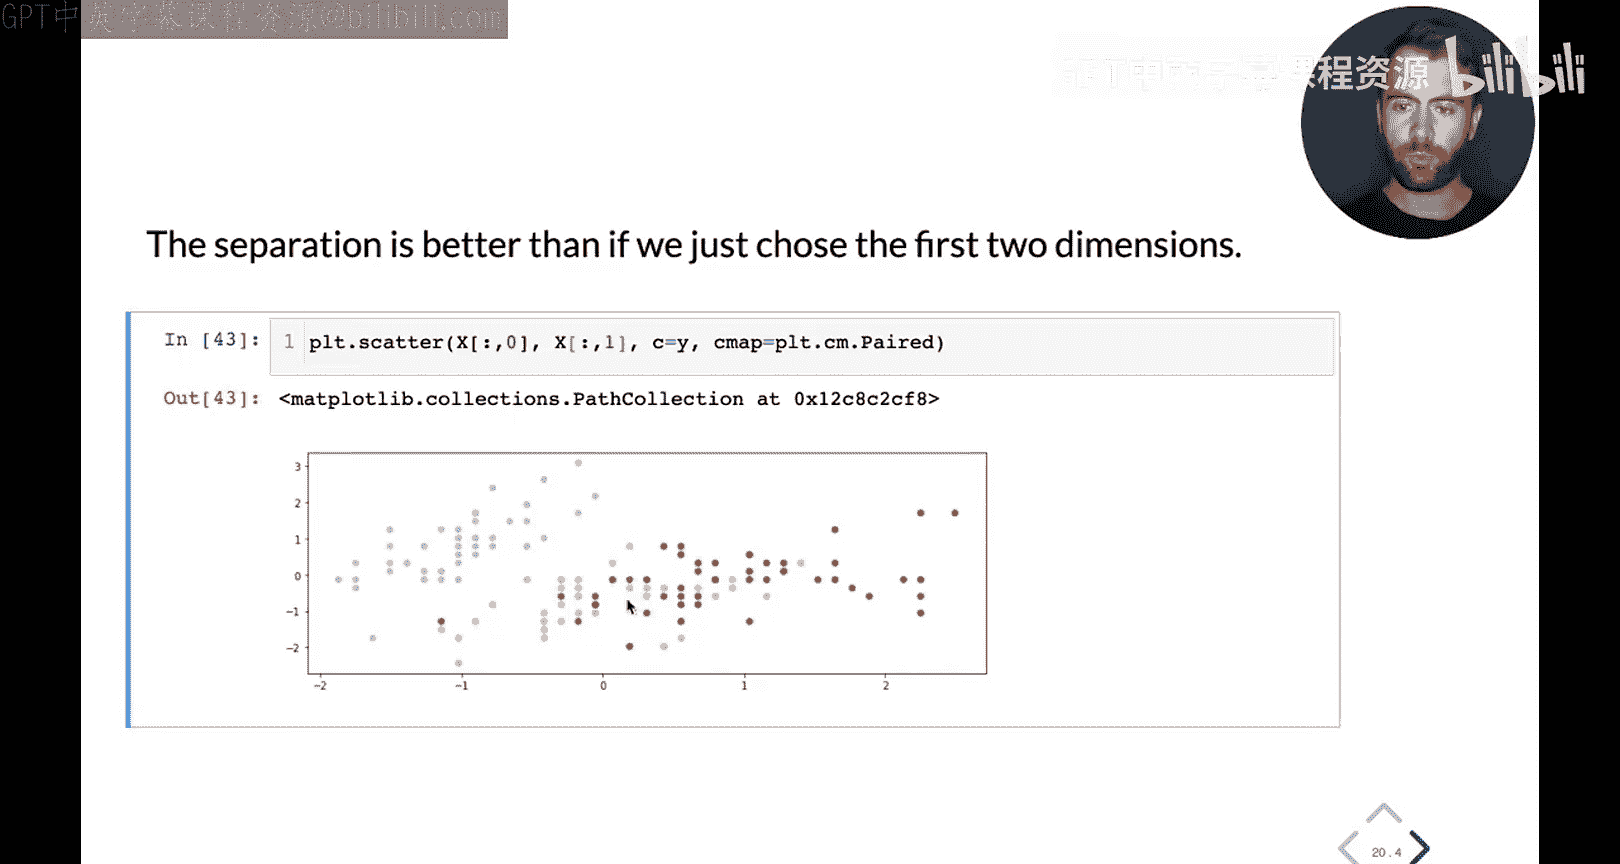 GPT中英字幕课程资源@bilibili.com
课程资源 bilibili
The separation is better than if we just chose the first two dimensions.
In [43]: 1 plt.scatter(X[:,0], X[:,1], c=y, cmap=plt.cm.Paired)
Out[43]: <matplotlib.collections.PathCollection at 0x12c8c2cf8>
3
2
1
0
−1
−2
−2 −1 0 1 2
20.4